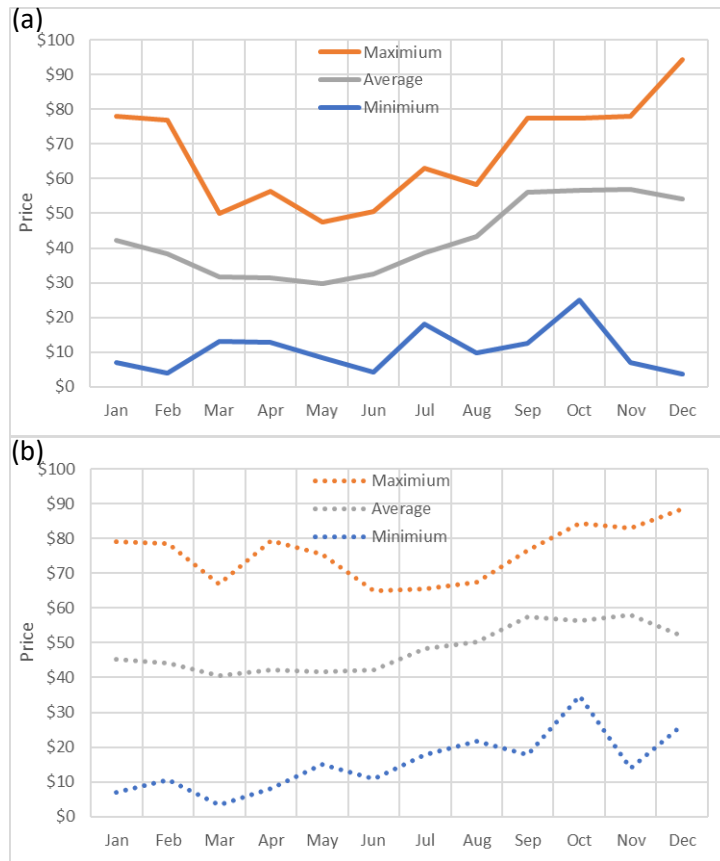 (a)
$100
$90
$80
$70
$60
$50
$40
$30
$20
$10
$0
Price
Maximium
Average
Minimium
Jan Feb Mar Apr May Jun Jul Aug Sep Oct Nov Dec
(b)
$100
$90
$80
$70
$60
$50
$40
$30
$20
$10
$0
Price
Maximium
Average
Minimium
Jan Feb Mar Apr May Jun Jul Aug Sep Oct Nov Dec